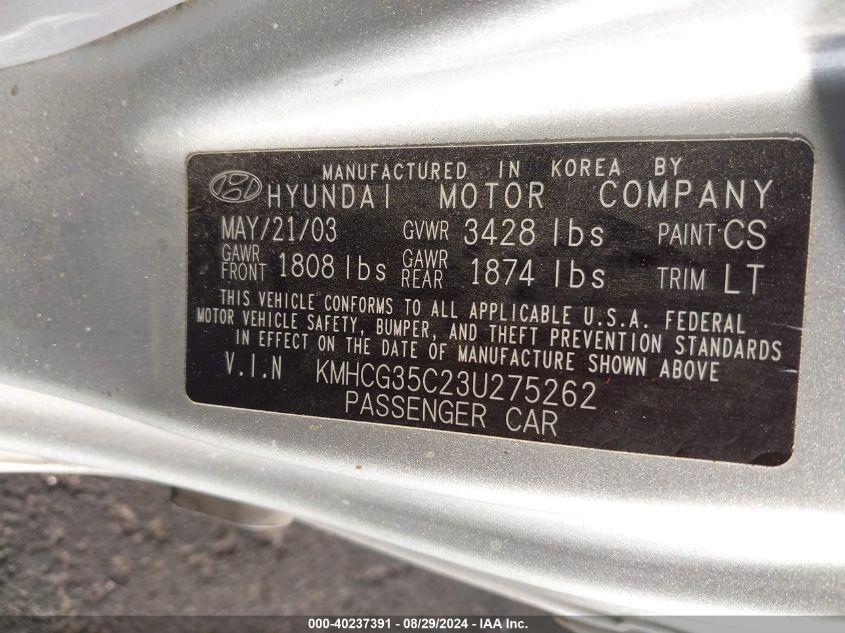 MANUFACTURED IN KOREA BY
HYUNDAI MOTOR COMPANY
MAY/21/03 GVWR 3428 lbs PAINT CS
GAWR FRONT 1808 lbs GAWR REAR 1874 lbs TRIM LT
THIS VEHICLE CONFORMS TO ALL APPLICABLE U.S.A. FEDERAL
MOTOR VEHICLE SAFETY, BUMPER, AND THEFT PREVENTION STANDARDS
IN EFFECT ON THE DATE OF MANUFACTURE SHOWN ABOVE
V.I.N KMHCG35C23U275262
PASSENGER CAR
000-40237391 - 08/29/2024 - IAA Inc.